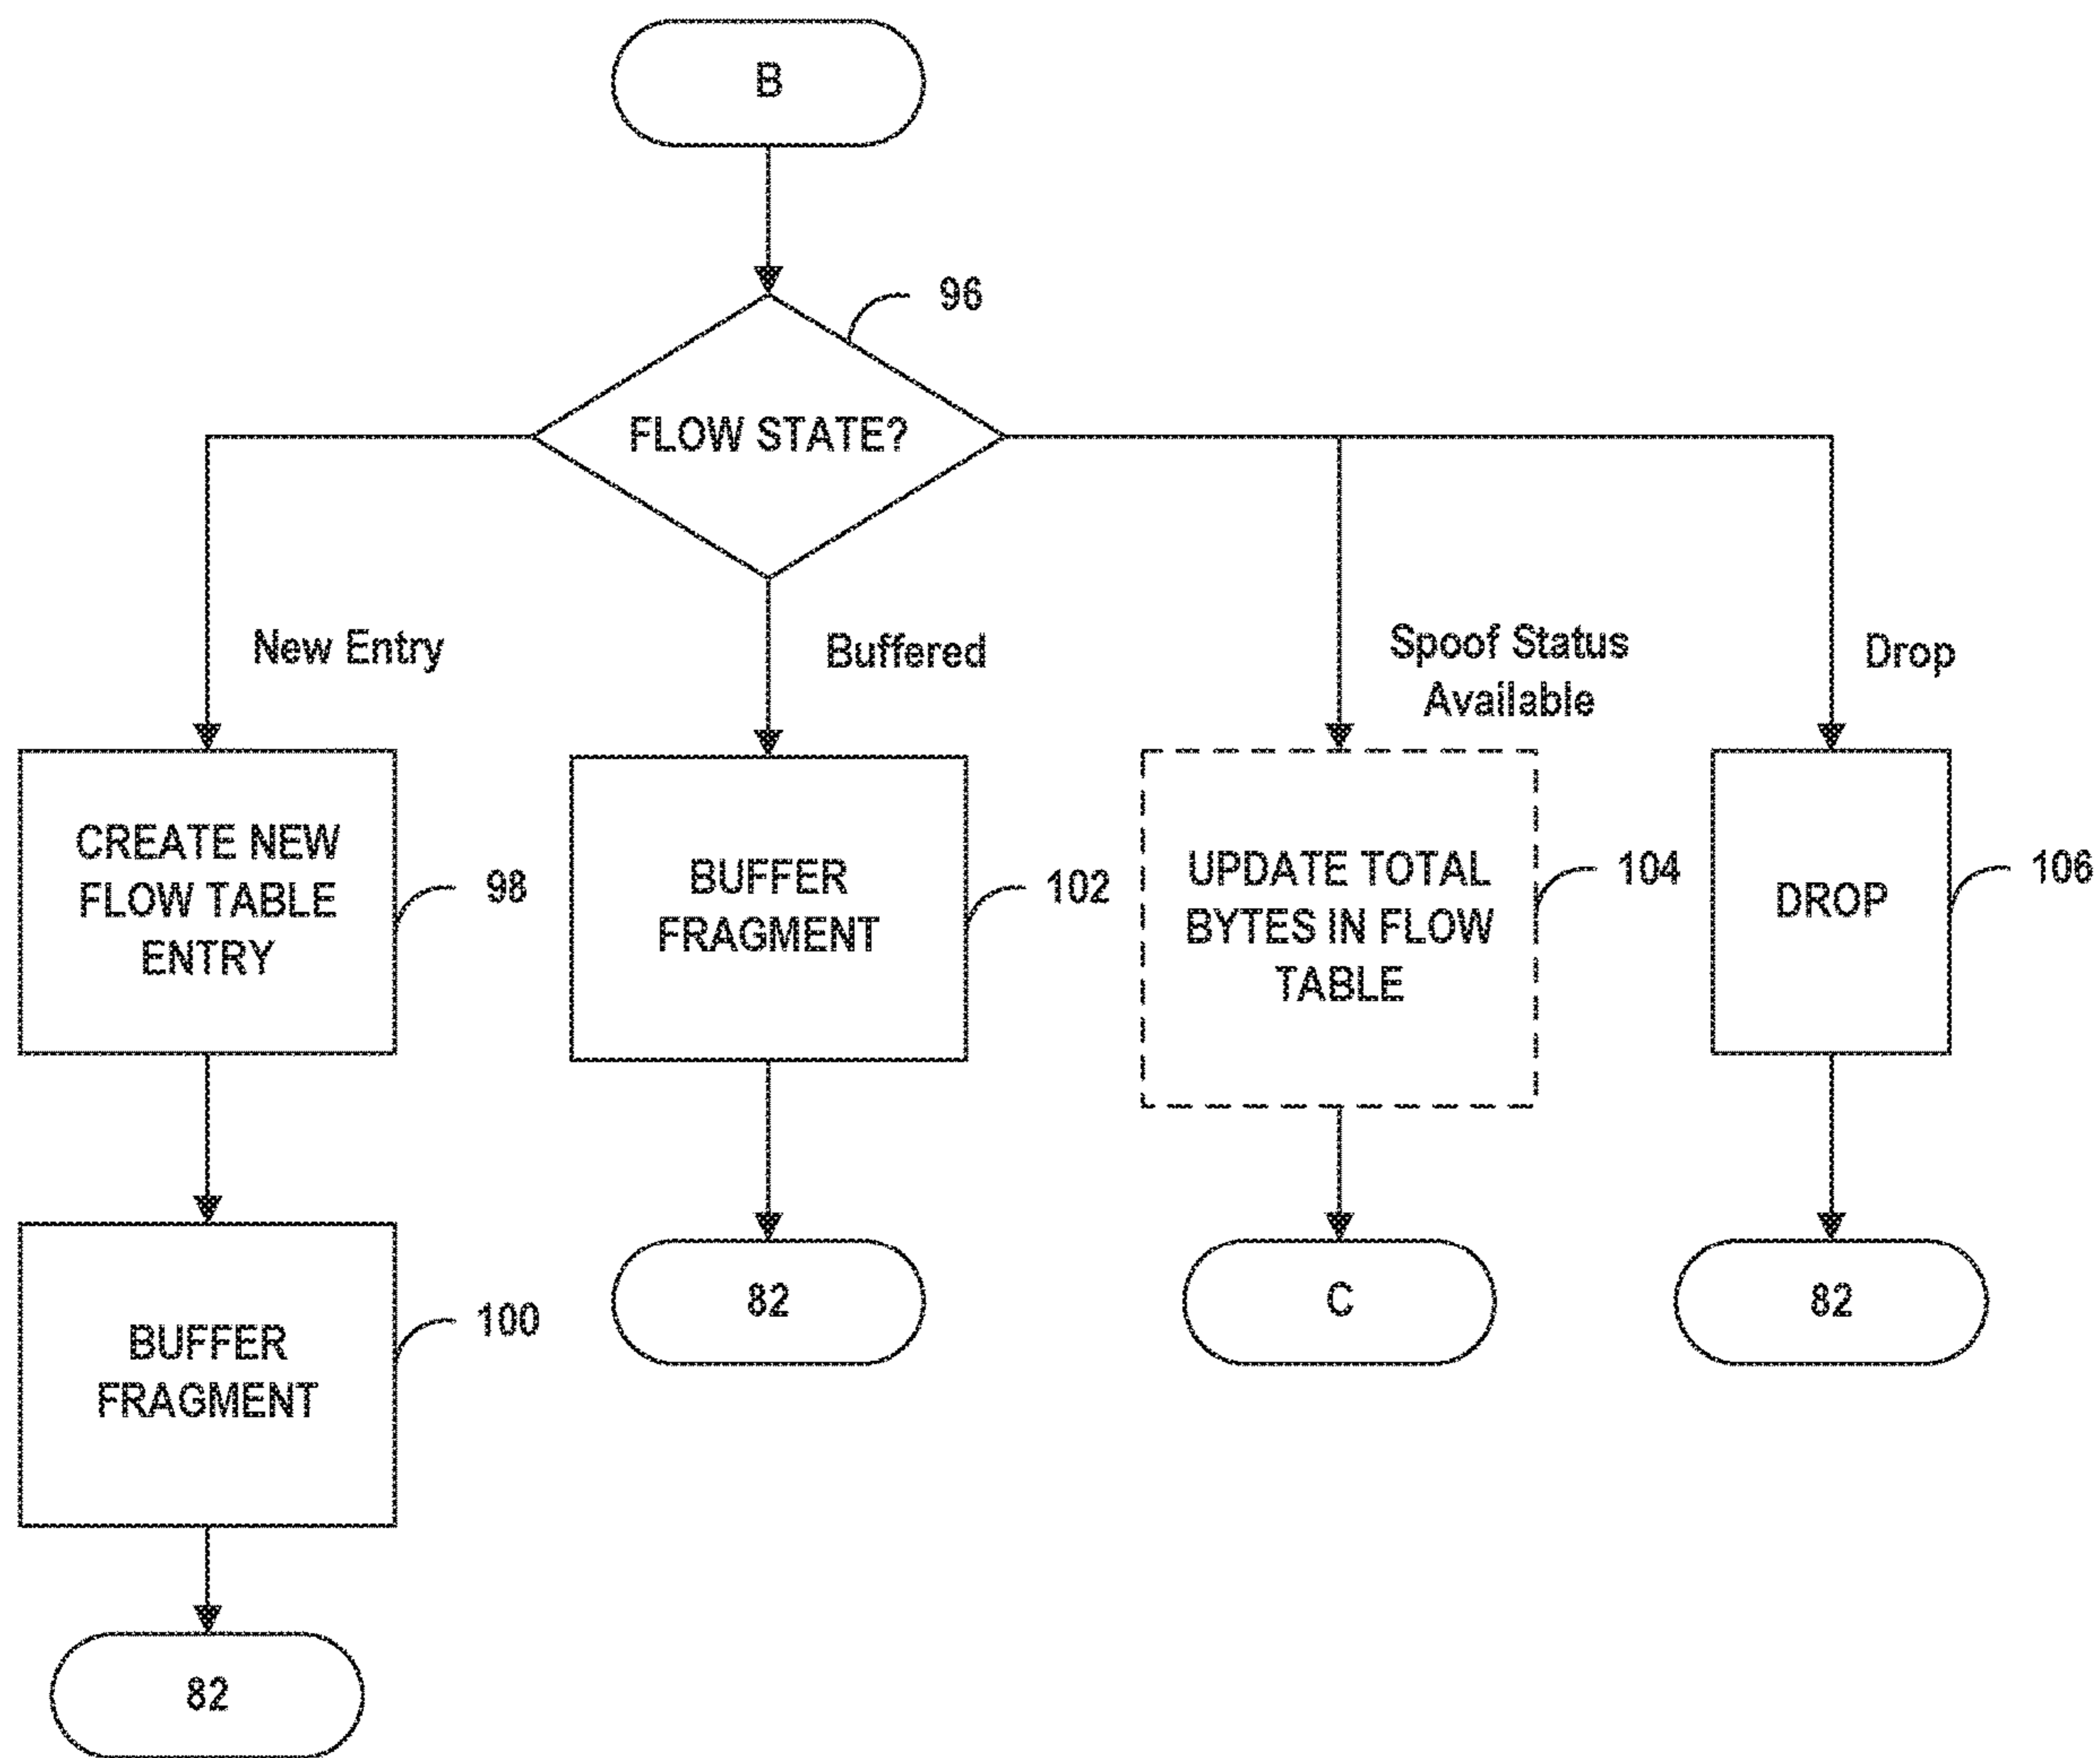 B
96
FLOW STATE?
New Entry
Buffered
Spoof Status
Available
Drop
CREATE NEW
FLOW TABLE
ENTRY
98
BUFFER
FRAGMENT
102
UPDATE TOTAL
BYTES IN FLOW
TABLE
104
DROP
106
BUFFER
FRAGMENT
100
82
C
82
82